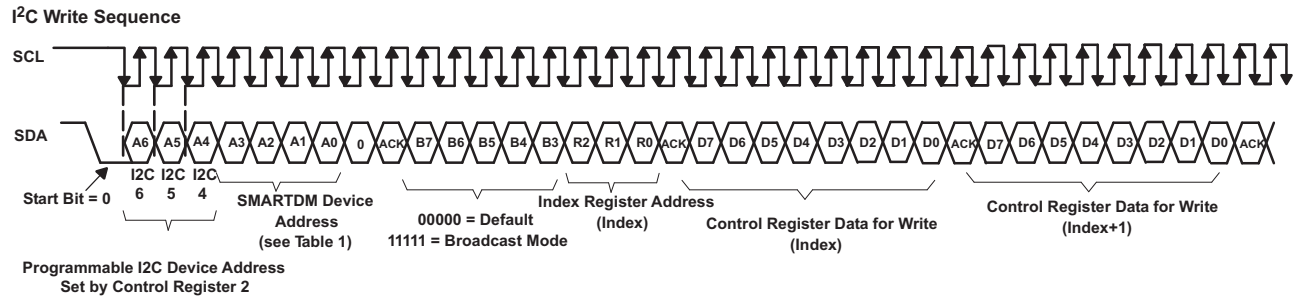 I2C Write Sequence
SCL
SDA
A6 A5 A4 A3 A2 A1 A0 0 ACK B7 B6 B5 B4 B3 R2 R1 R0 ACK D7 D6 D5 D4 D3 D2 D1 D0 ACK D7 D6 D5 D4 D3 D2 D1 D0 ACK
I2C I2C I2C
6 5 4
Start Bit = 0
SMARTDM Device
Address
(see Table 1)
00000 = Default
11111 = Broadcast Mode
Index Register Address
(Index)
Control Register Data for Write
(Index)
Control Register Data for Write
(Index+1)
Programmable I2C Device Address
Set by Control Register 2